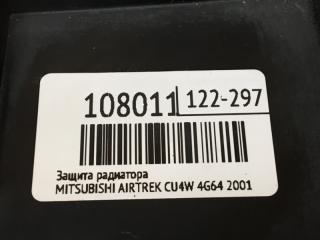 108011 122-297
Защита радиатора
MITSUBISHI AIRTREK CU4W 4G64 2001